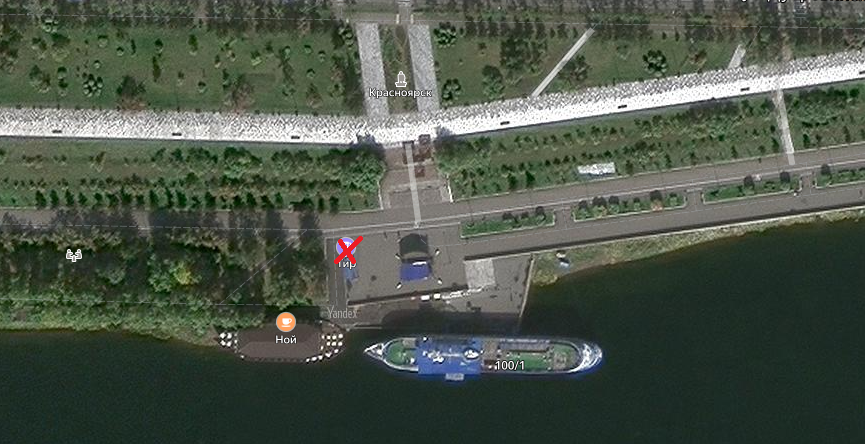 Красноярск
Тир
Yandex
Ной
100/1